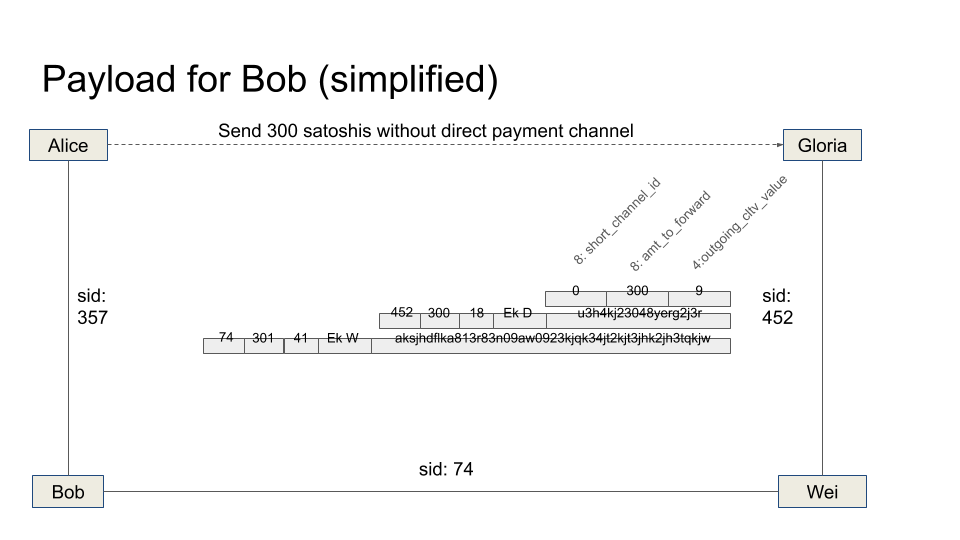 Payload for Bob (simplified)
Send 300 satoshis without direct payment channel
Alice
Gloria
8: short_channel_id
8: amt_to_forward
4:outgoing_cltv_value
sid:
357
sid:
452
0 300 9
452 300 18 Ek D u3h4kj23048yerg2j3r
74 301 41 Ek W aksjhdflka813r83n09aw0923kjqk34jt2kjt3jhk2jh3tqkjw
sid: 74
Bob
Wei